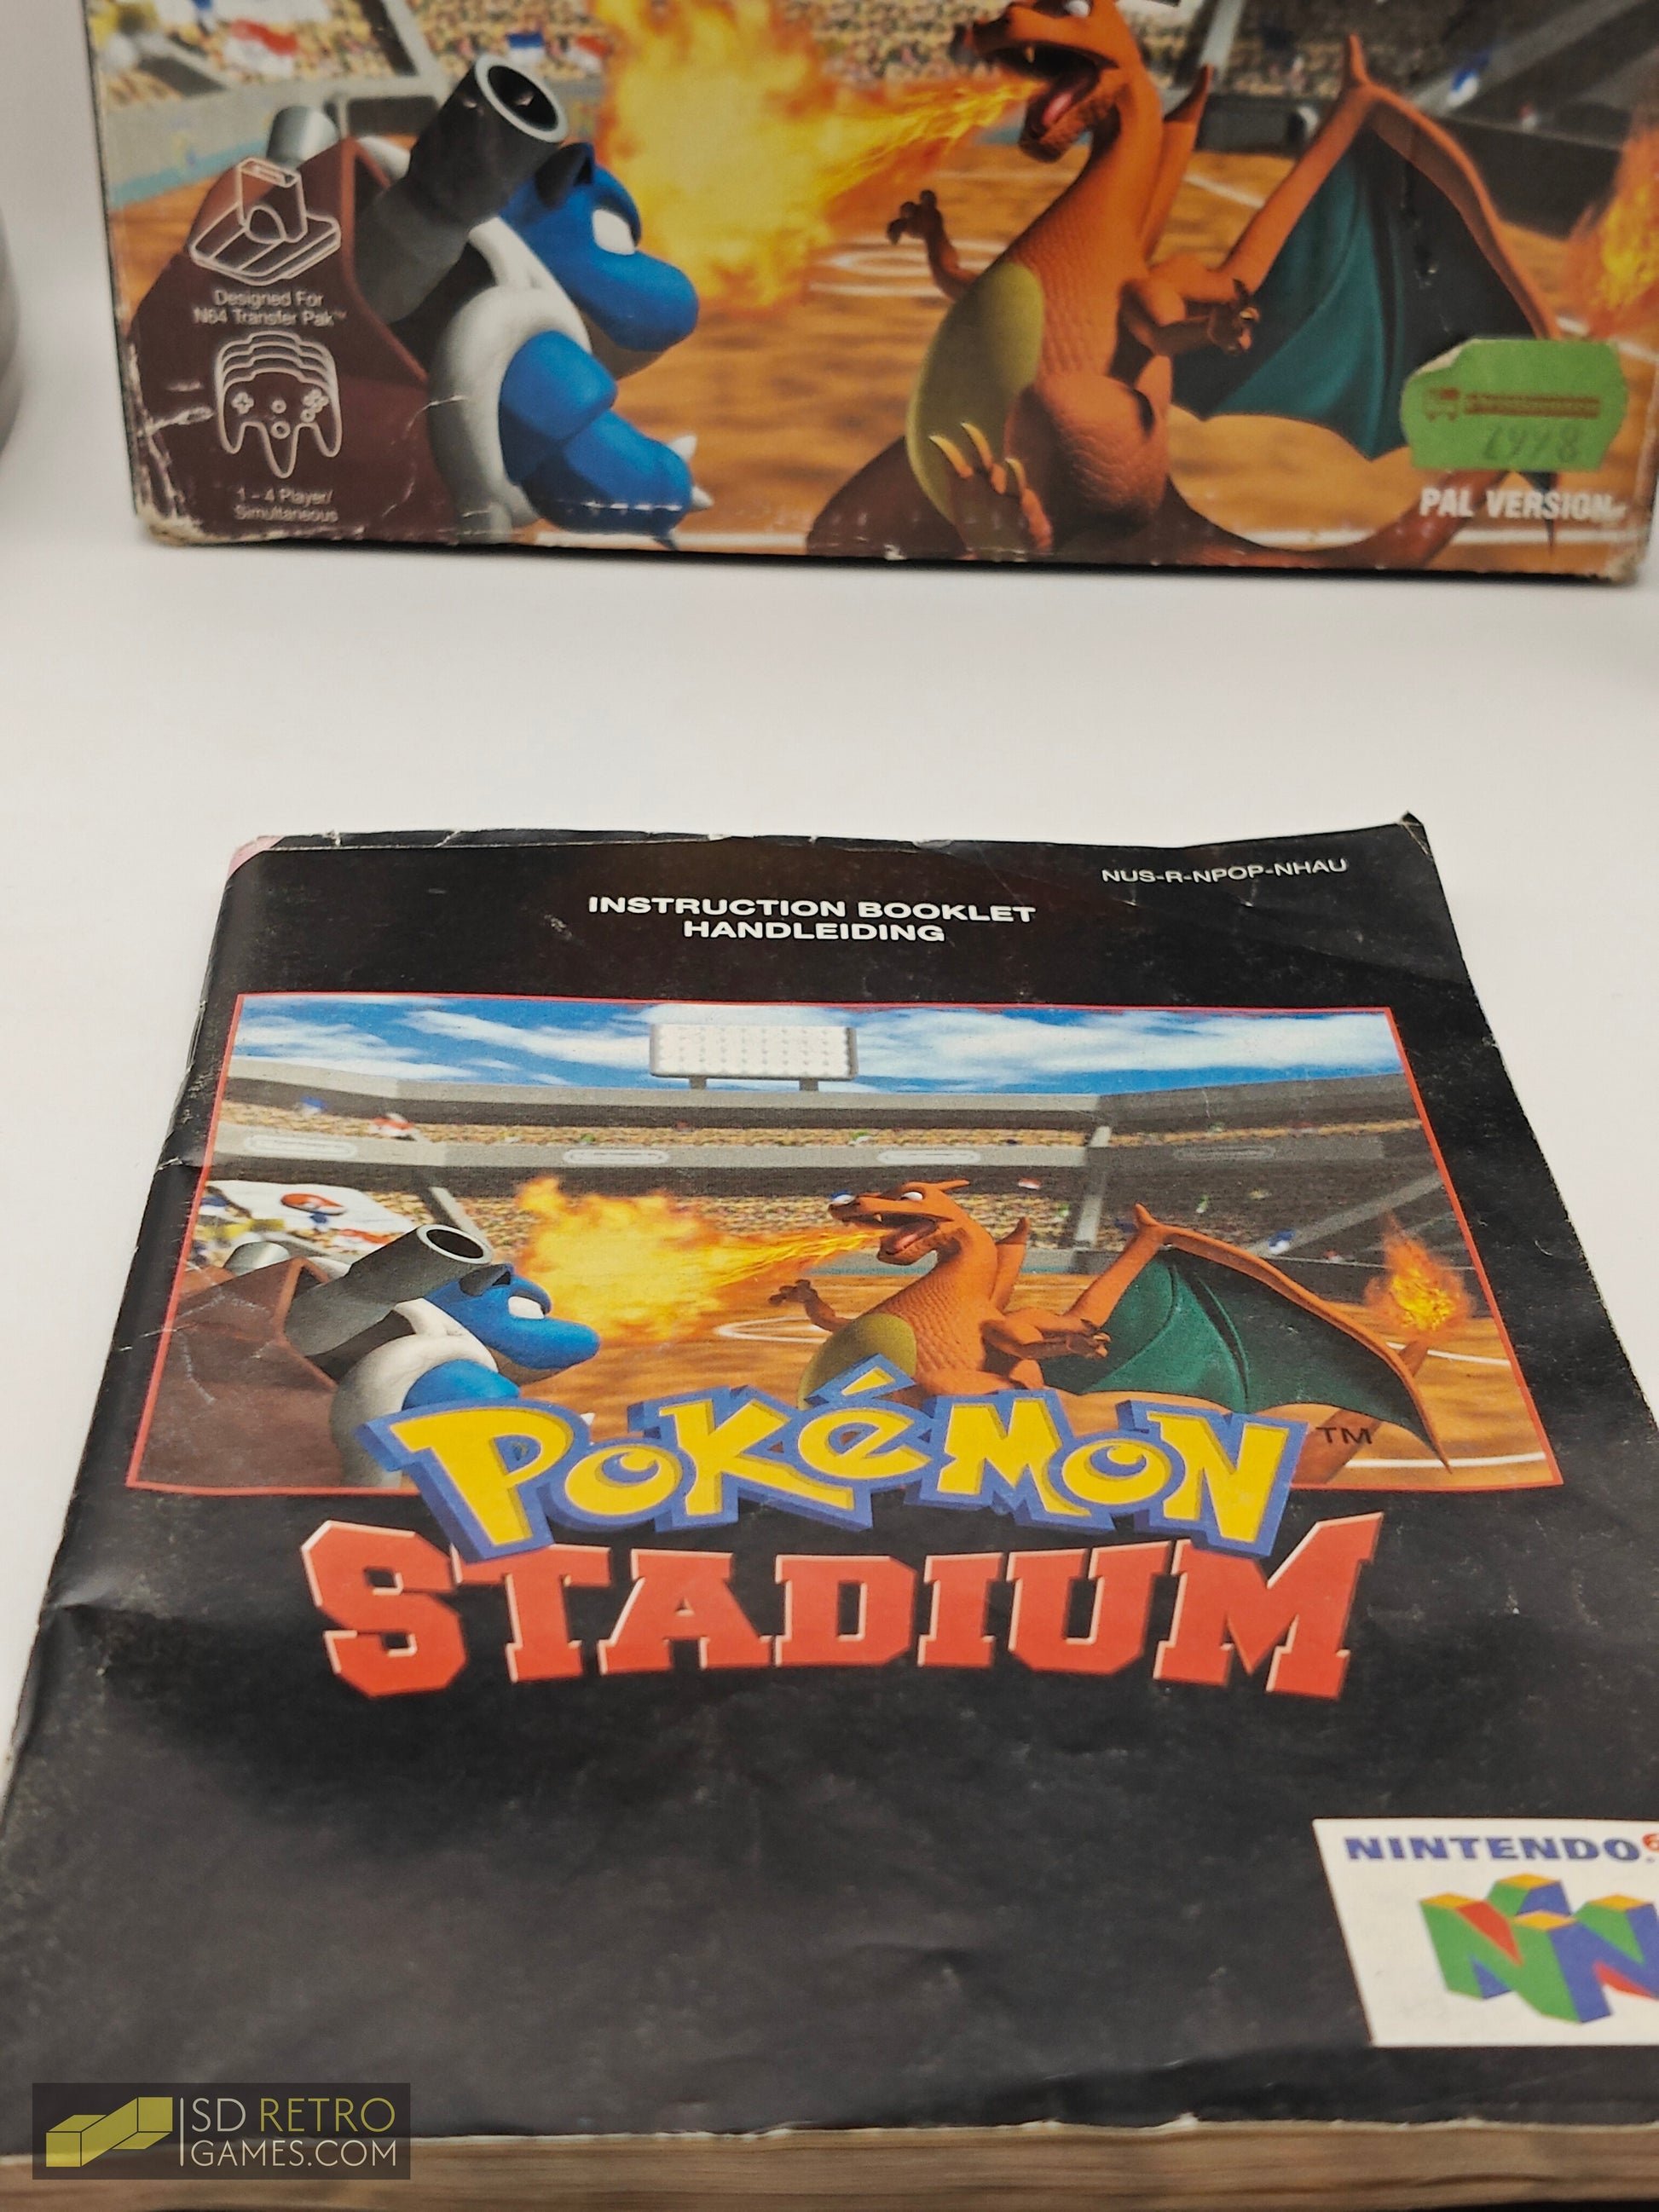 Designed For
N64 Transfer Pak™
1 - 4 Player/
Simultaneous
PAL VERSION
NUS-R-NPOP-NHAU
INSTRUCTION BOOKLET
HANDLEIDING
POKéMON™
STADIUM
NINTENDO 64
SD RETRO
GAMES.COM